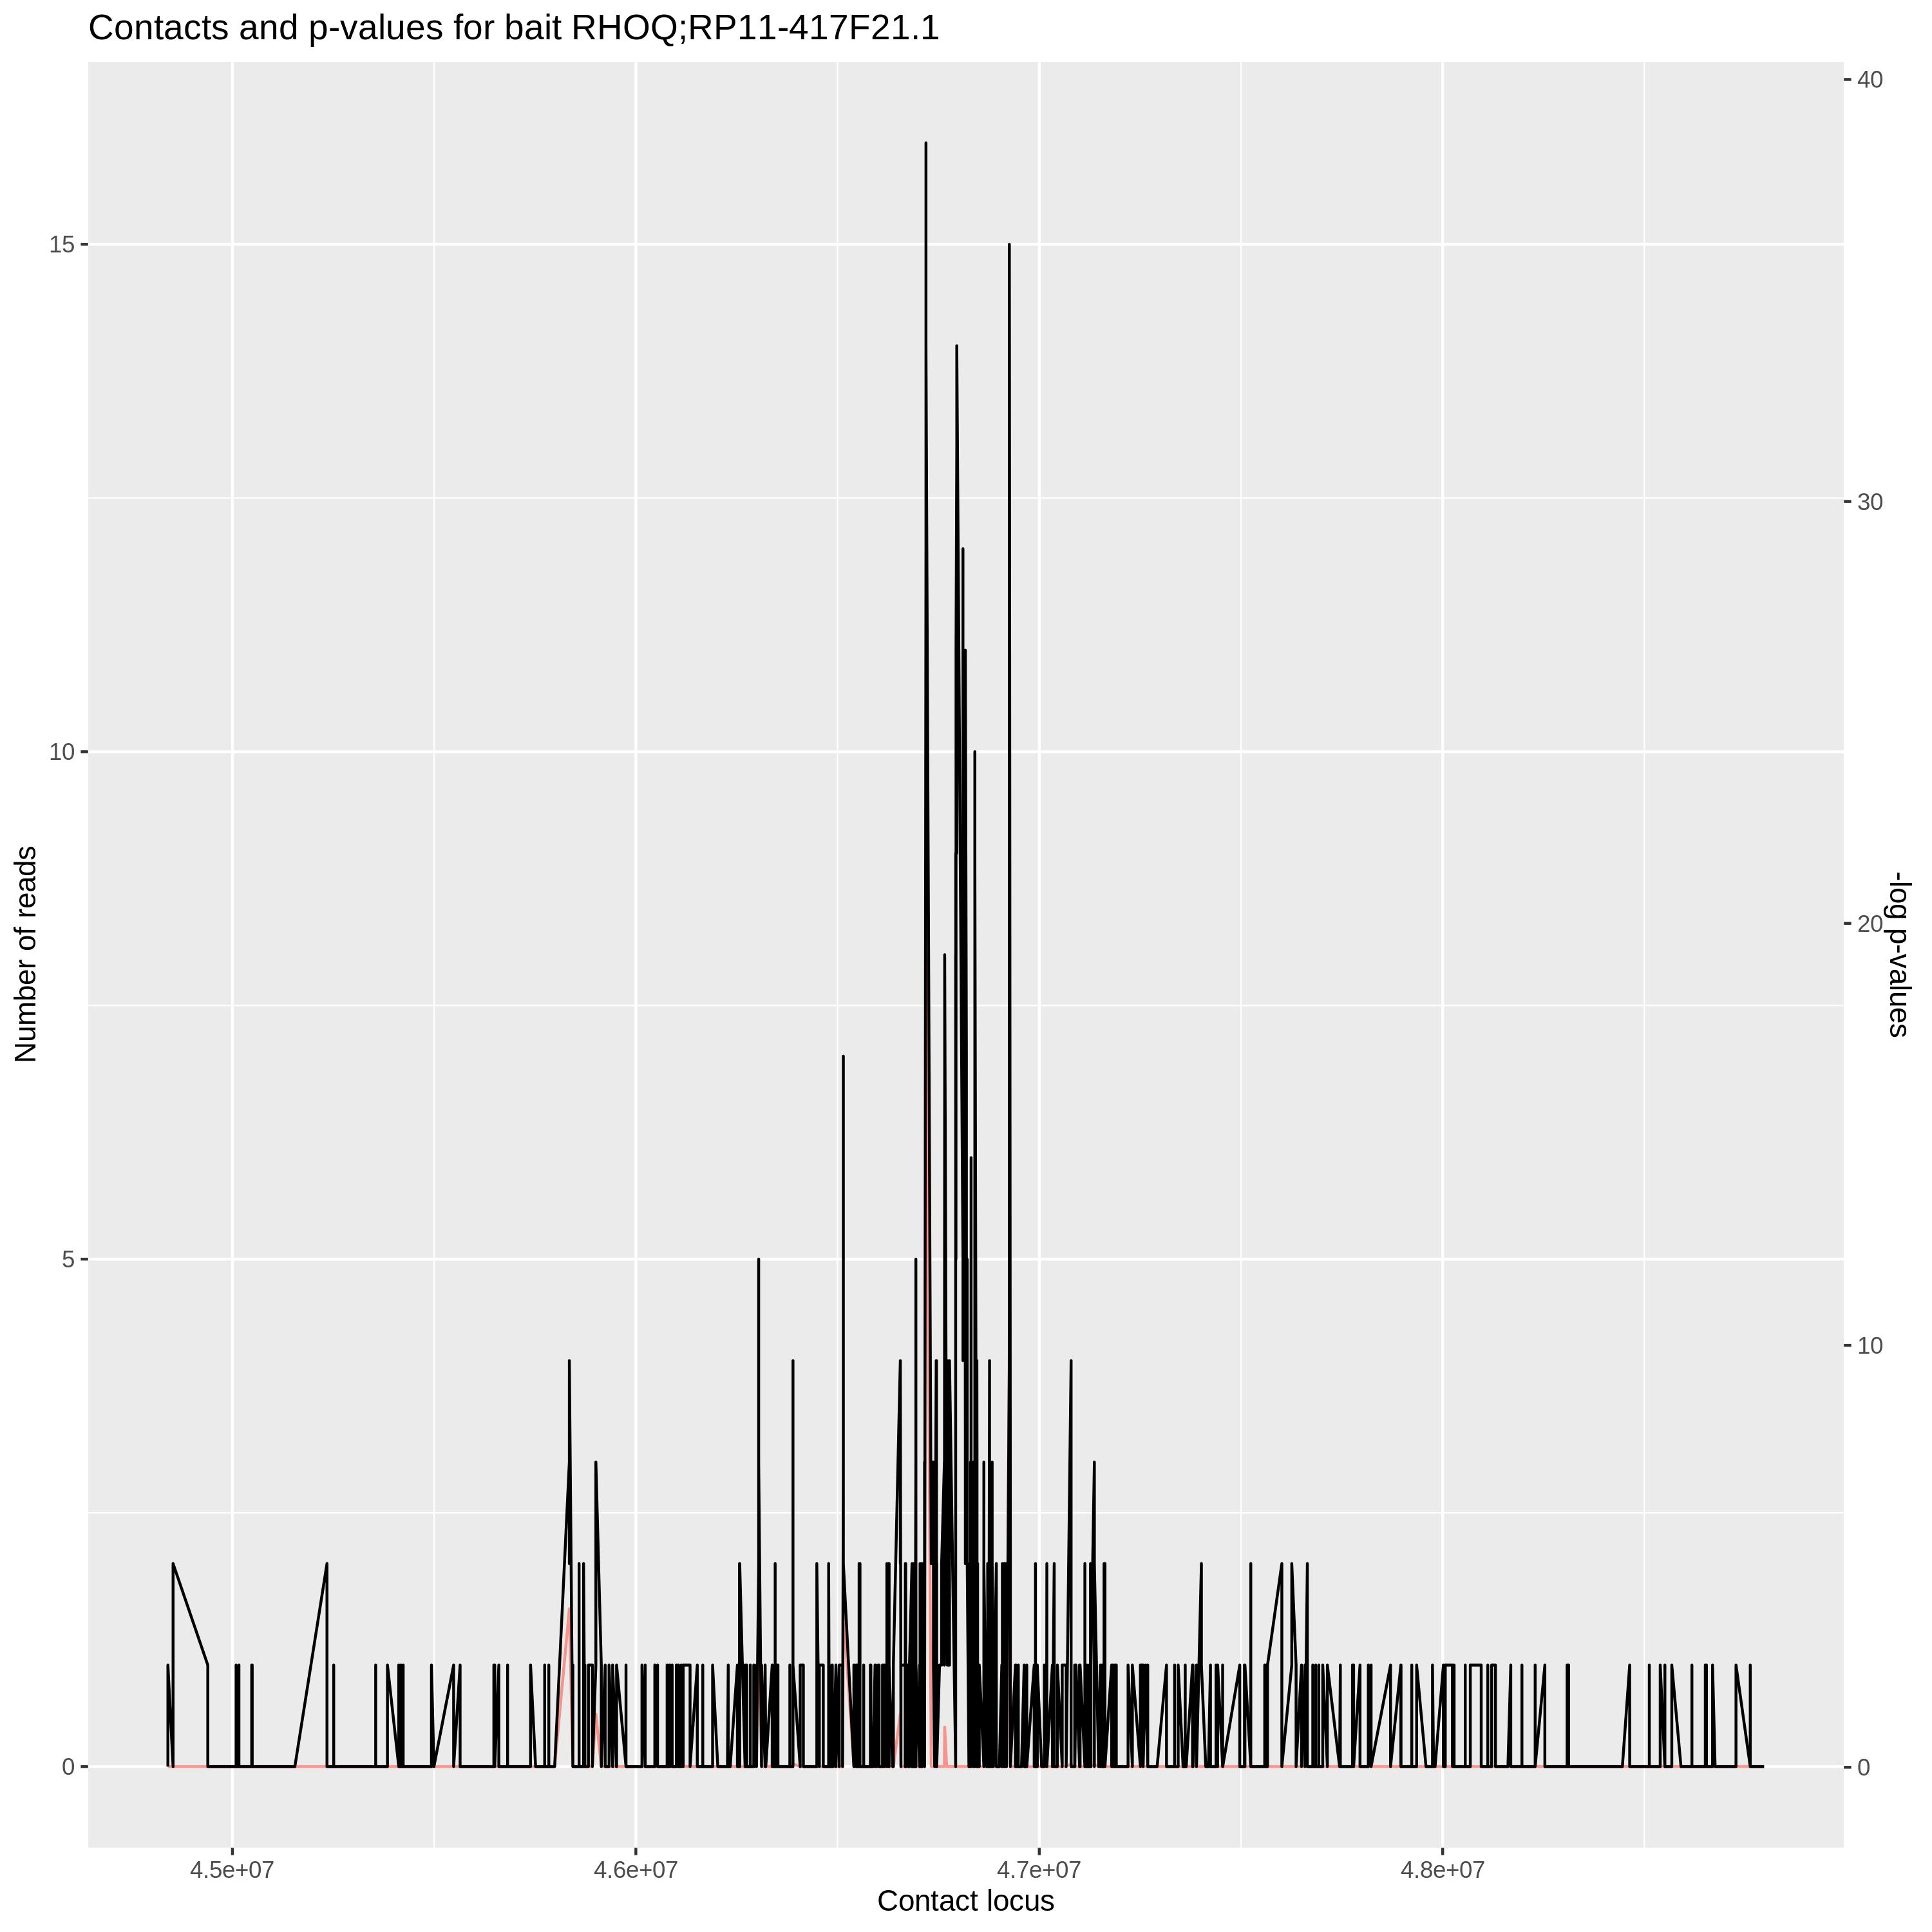 Contacts and p-values for bait RHOQ;RP11-417F21.1
Number of reads
15
10
5
0
40
30
20
10
0
-log p-values
4.5e+07 4.6e+07 4.7e+07 4.8e+07
Contact locus